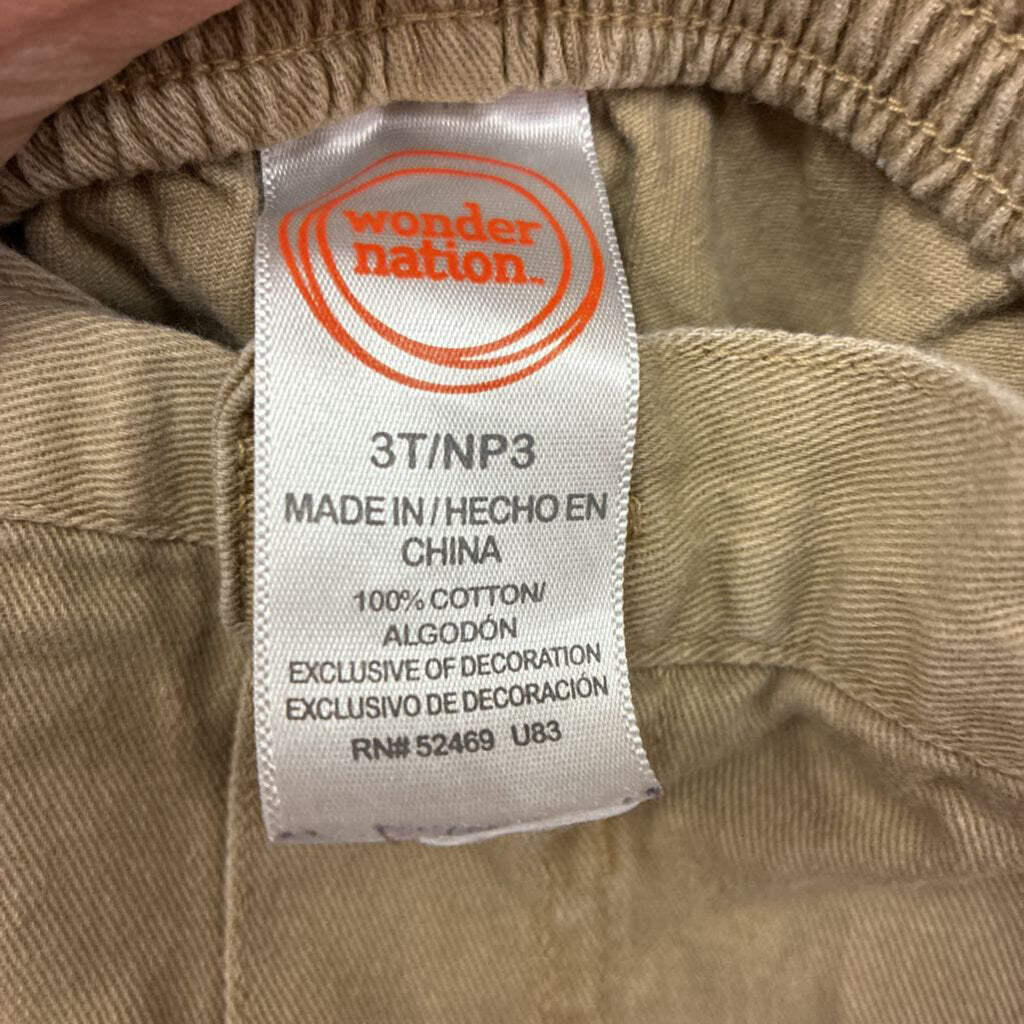 wonder
nation™
3T/NP3
MADE IN / HECHO EN
CHINA
100% COTTON/
ALGODÓN
EXCLUSIVE OF DECORATION
EXCLUSIVO DE DECORACIÓN
RN# 52469 U83